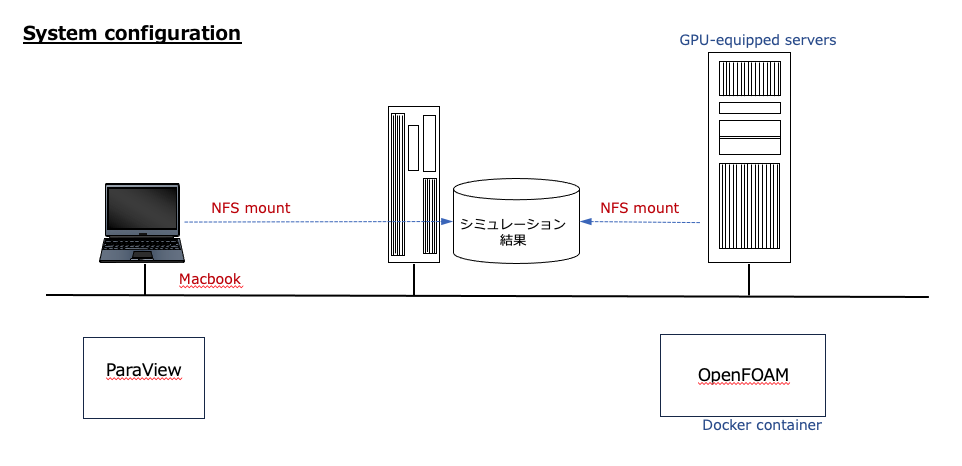 System configuration
GPU-equipped servers
NFS mount
シミュレーション
結果
NFS mount
Macbook
ParaView
OpenFOAM
Docker container